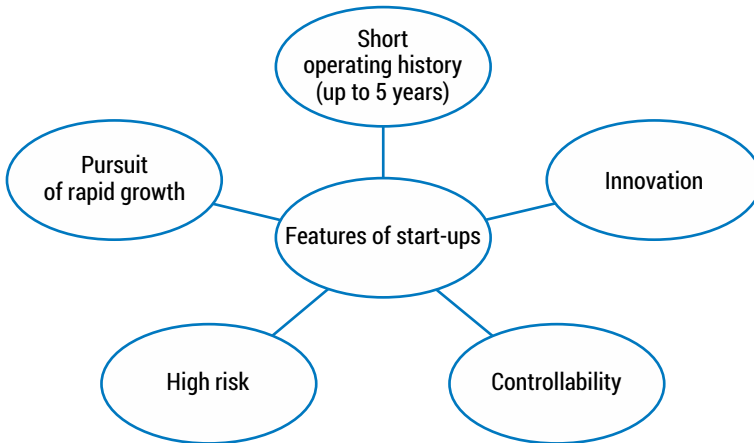 Short
operating history
(up to 5 years)
Pursuit
of rapid growth
Innovation
Features of start-ups
High risk
Controllability